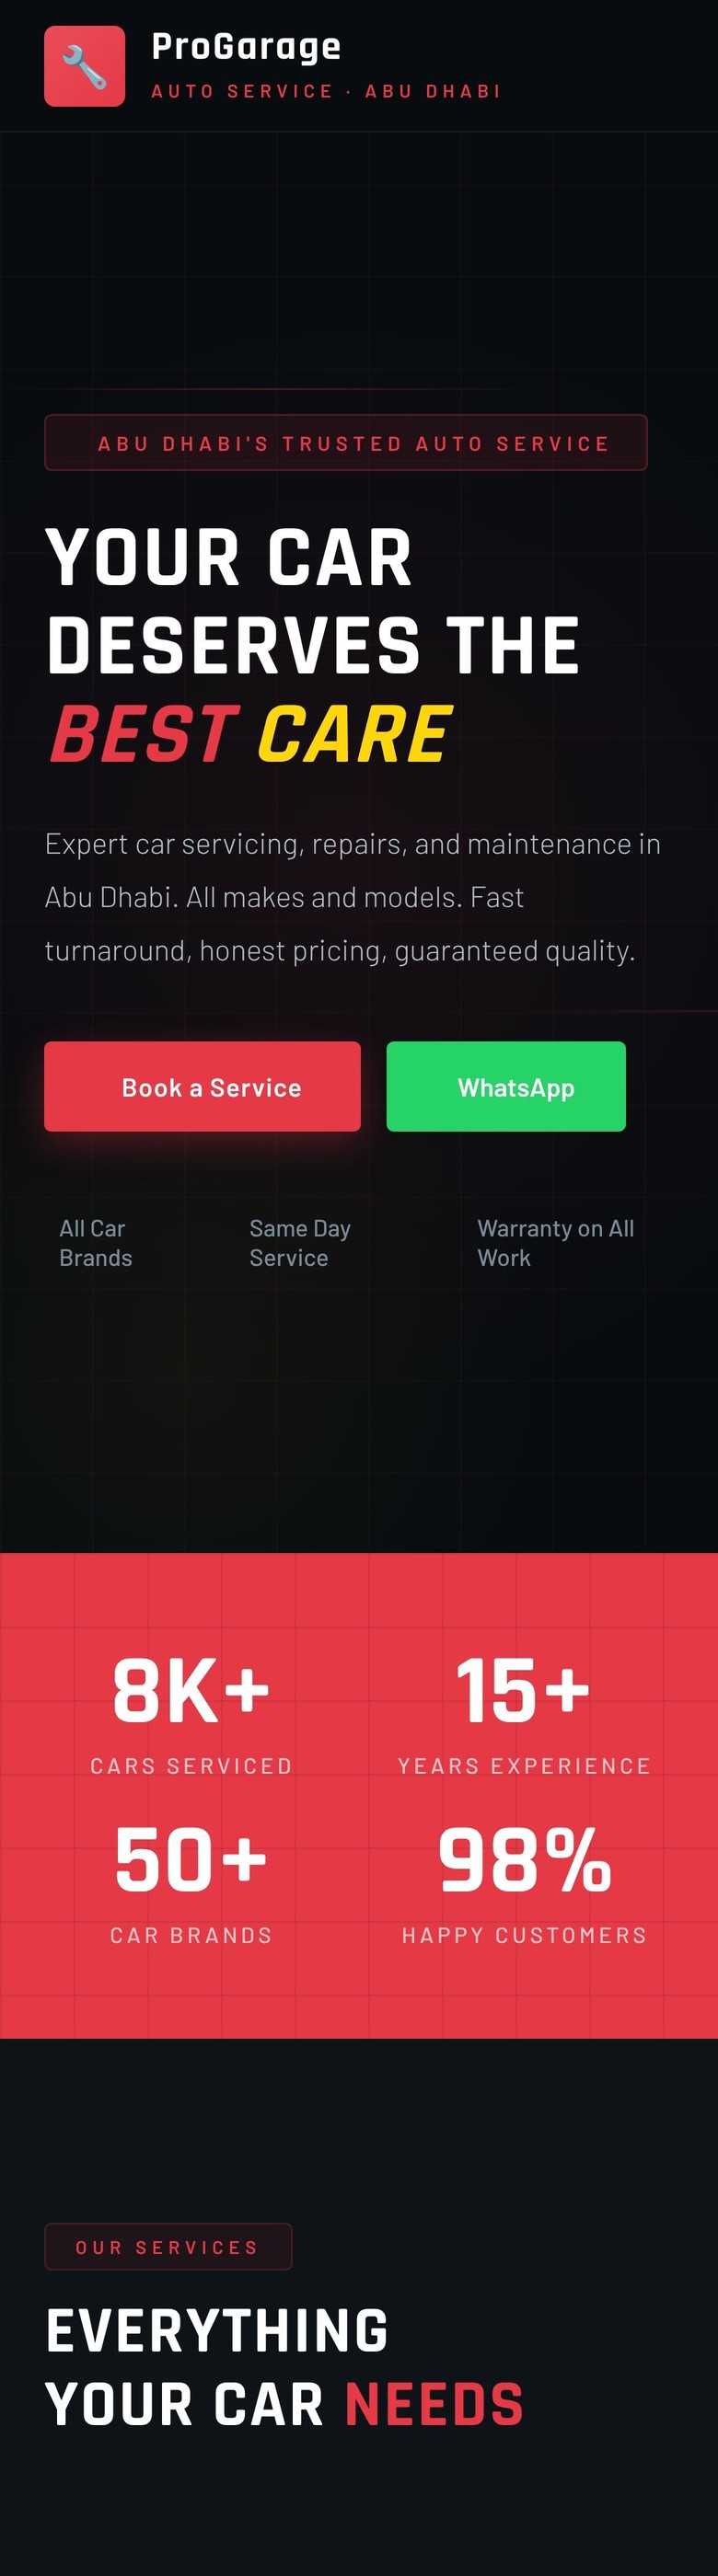 ProGarage
AUTO SERVICE · ABU DHABI
ABU DHABI'S TRUSTED AUTO SERVICE
YOUR CAR
DESERVES THE
BEST CARE
Expert car servicing, repairs, and maintenance in
Abu Dhabi. All makes and models. Fast
turnaround, honest pricing, guaranteed quality.
Book a Service
WhatsApp
All Car
Brands
Same Day
Service
Warranty on All
Work
8K+
CARS SERVICED
15+
YEARS EXPERIENCE
50+
CAR BRANDS
98%
HAPPY CUSTOMERS
OUR SERVICES
EVERYTHING
YOUR CAR NEEDS